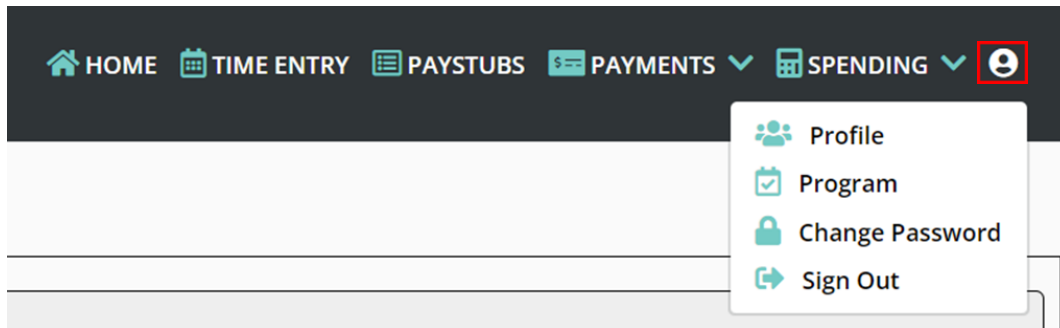 HOME TIME ENTRY PAYSTUBS PAYMENTS SPENDING
Profile
Program
Change Password
Sign Out